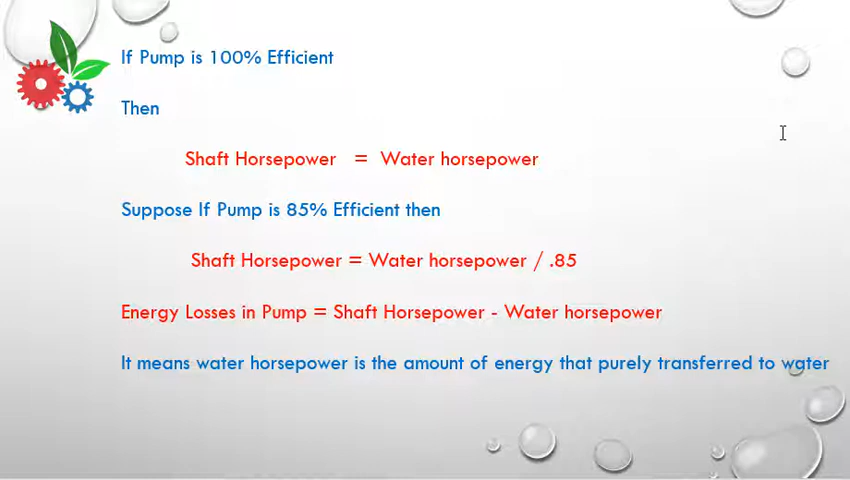 If Pump is 100% Efficient
Then
Shaft Horsepower = Water horsepower
Suppose If Pump is 85% Efficient then
Shaft Horsepower = Water horsepower / .85
Energy Losses in Pump = Shaft Horsepower - Water horsepower
It means water horsepower is the amount of energy that purely transferred to water